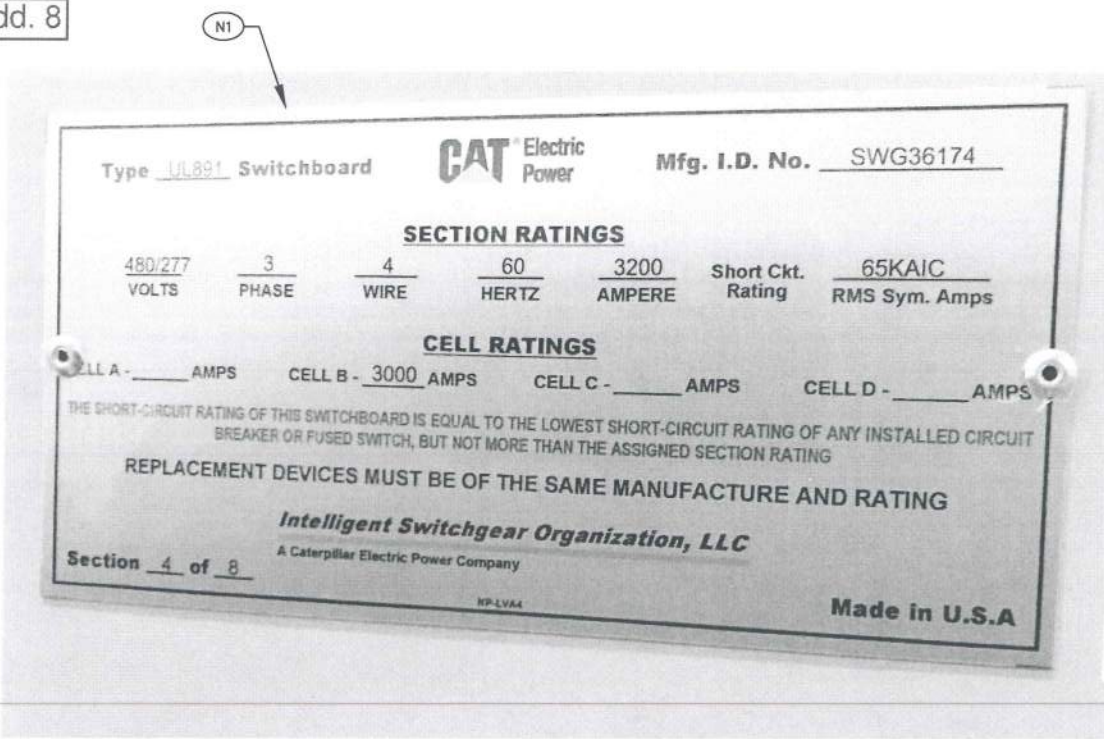 dd. 8
N1
Type UL891 Switchboard
CAT® Electric Power
Mfg. I.D. No. SWG36174
SECTION RATINGS
480/277 3 4 60 3200 Short Ckt. 65KAIC
VOLTS PHASE WIRE HERTZ AMPERE Rating RMS Sym. Amps
CELL RATINGS
CELL A - ____ AMPS CELL B - 3000 AMPS CELL C - ____ AMPS CELL D - ____ AMPS
THE SHORT-CIRCUIT RATING OF THIS SWITCHBOARD IS EQUAL TO THE LOWEST SHORT-CIRCUIT RATING OF ANY INSTALLED CIRCUIT
BREAKER OR FUSED SWITCH, BUT NOT MORE THAN THE ASSIGNED SECTION RATING
REPLACEMENT DEVICES MUST BE OF THE SAME MANUFACTURE AND RATING
Intelligent Switchgear Organization, LLC
A Caterpillar Electric Power Company
Section 4 of 8
NP-LVA4
Made in U.S.A